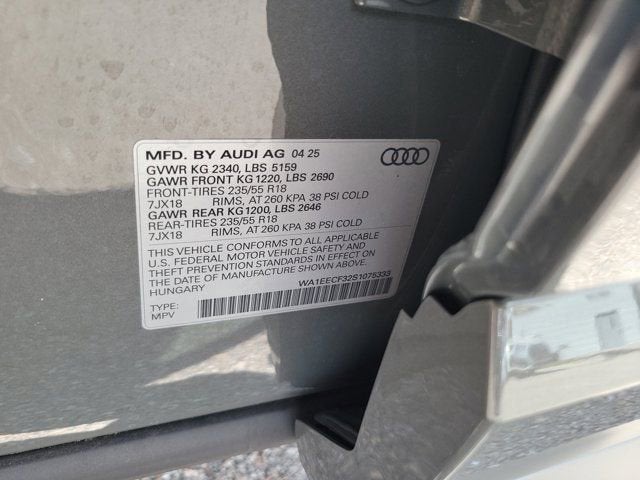 MFD. BY AUDI AG 04 25
GVWR KG 2340, LBS 5159
GAWR FRONT KG 1220, LBS 2690
FRONT-TIRES 235/55 R18
7JX18 RIMS, AT 260 KPA 38 PSI COLD
GAWR REAR KG 1200, LBS 2646
REAR-TIRES 235/55 R18
7JX18 RIMS, AT 260 KPA 38 PSI COLD
THIS VEHICLE CONFORMS TO ALL APPLICABLE
U.S. FEDERAL MOTOR VEHICLE SAFETY AND
THEFT PREVENTION STANDARDS IN EFFECT ON
THE DATE OF MANUFACTURE SHOWN ABOVE.
HUNGARY
WA1EECF32S1075333
TYPE:
MPV